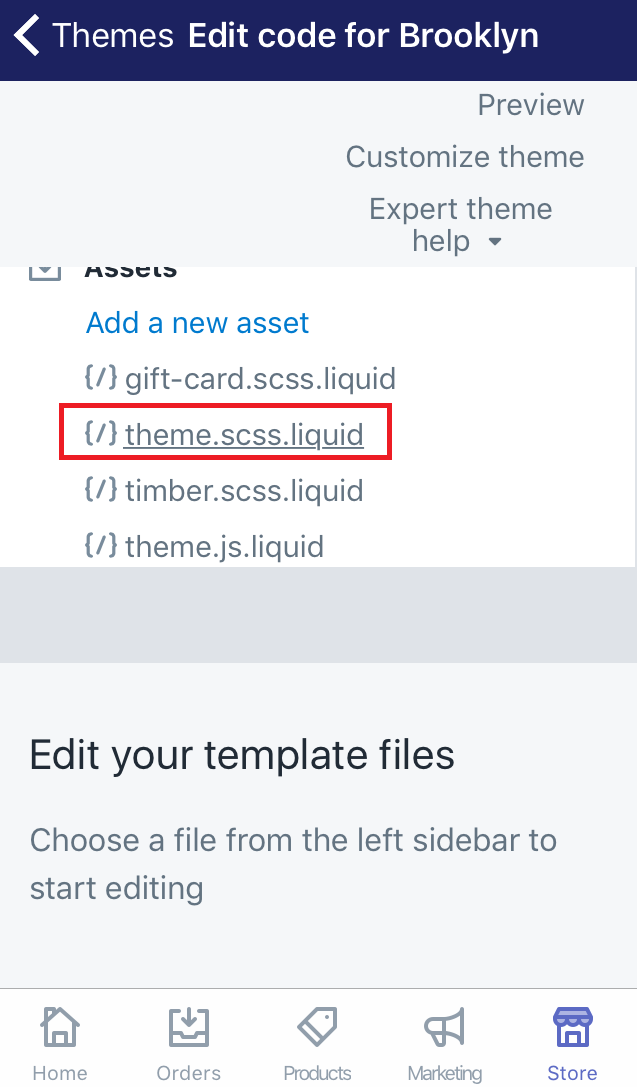 Themes Edit code for Brooklyn
Preview
Customize theme
Expert theme
help
Assets
Add a new asset
{/} gift-card.scss.liquid
{/} theme.scss.liquid
{/} timber.scss.liquid
{/} theme.js.liquid
Edit your template files
Choose a file from the left sidebar to
start editing
Home Orders Products Marketing Store